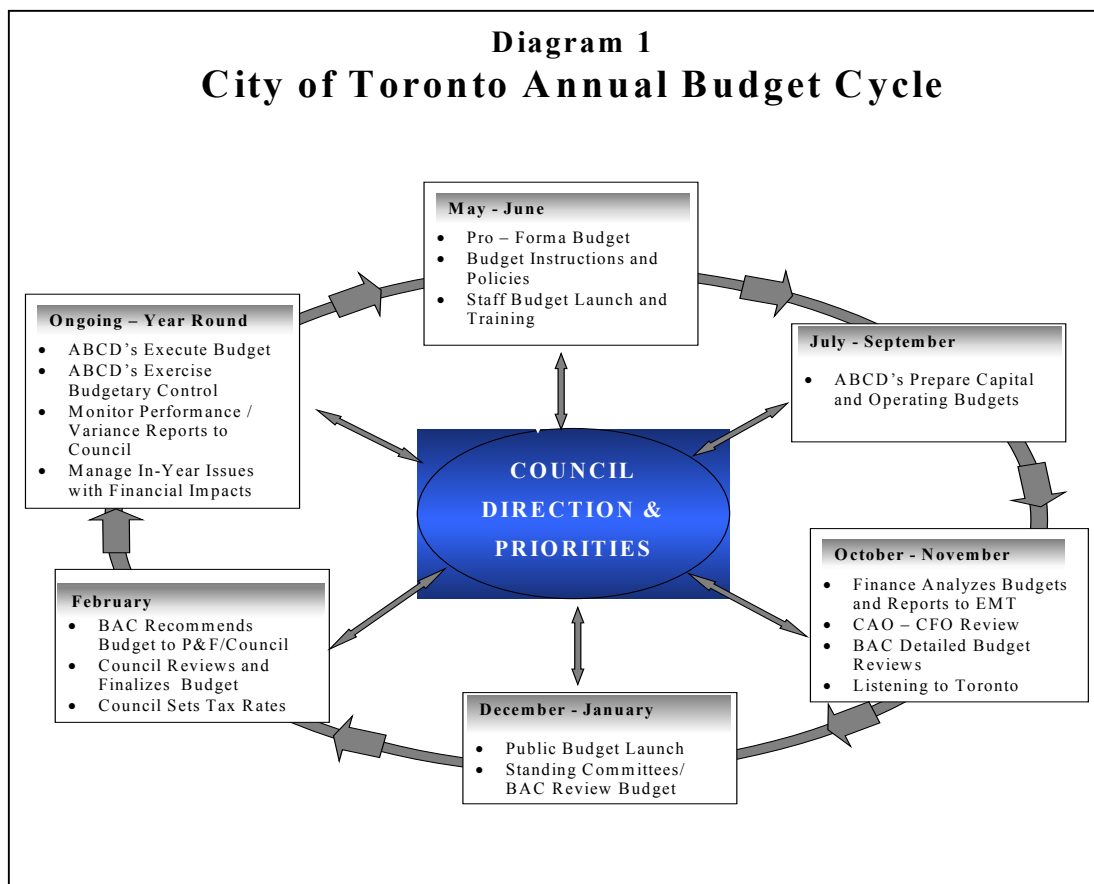 Diagram 1
City of Toronto Annual Budget Cycle
May - June
• Pro – Forma Budget
• Budget Instructions and
Policies
• Staff Budget Launch and
Training
Ongoing – Year Round
• ABCD's Execute Budget
• ABCD's Exercise
Budgetary Control
• Monitor Performance /
Variance Reports to
Council
• Manage In-Year Issues
with Financial Impacts
July - September
• ABCD's Prepare Capital
and Operating Budgets
COUNCIL
DIRECTION &
PRIORITIES
October - November
• Finance Analyzes Budgets
and Reports to EMT
• CAO – CFO Review
• BAC Detailed Budget
Reviews
• Listening to Toronto
February
• BAC Recommends
Budget to P&F/Council
• Council Reviews and
Finalizes Budget
• Council Sets Tax Rates
December - January
• Public Budget Launch
• Standing Committees/
BAC Review Budget